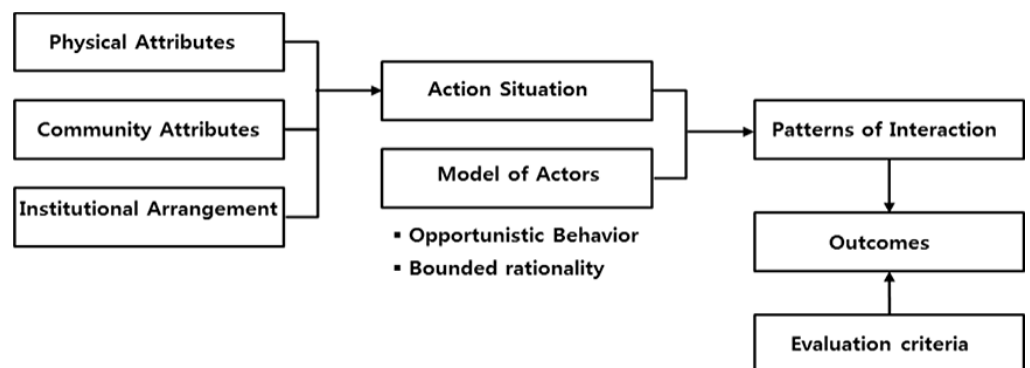 Physical Attributes
Community Attributes
Institutional Arrangement
Action Situation
Model of Actors
▪ Opportunistic Behavior
▪ Bounded rationality
Patterns of Interaction
Outcomes
Evaluation criteria